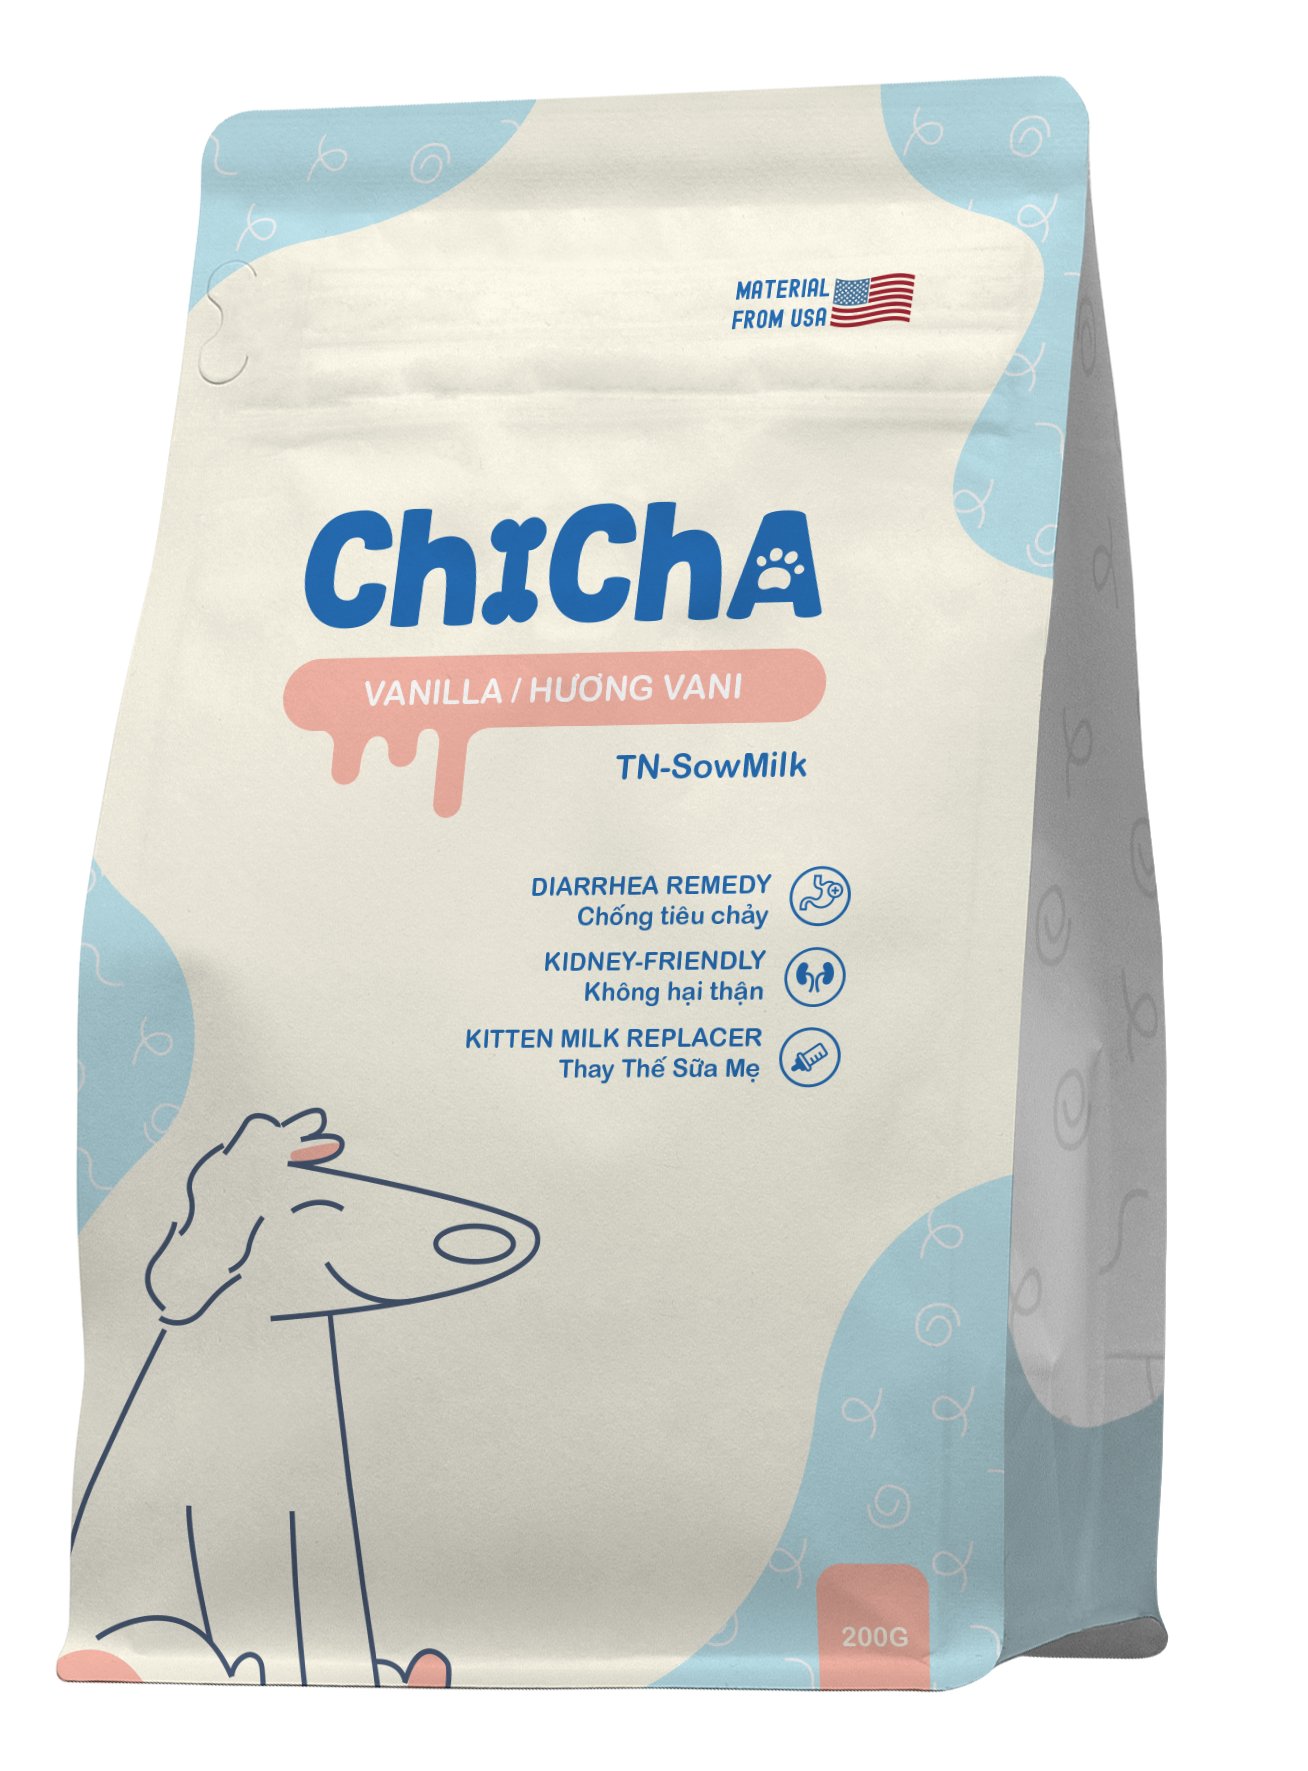 MATERIAL
FROM USA
ChIChA
VANILLA / HƯƠNG VANI
TN-SowMilk
DIARRHEA REMEDY
Chống tiêu chảy
KIDNEY-FRIENDLY
Không hại thận
KITTEN MILK REPLACER
Thay Thế Sữa Mẹ
200G